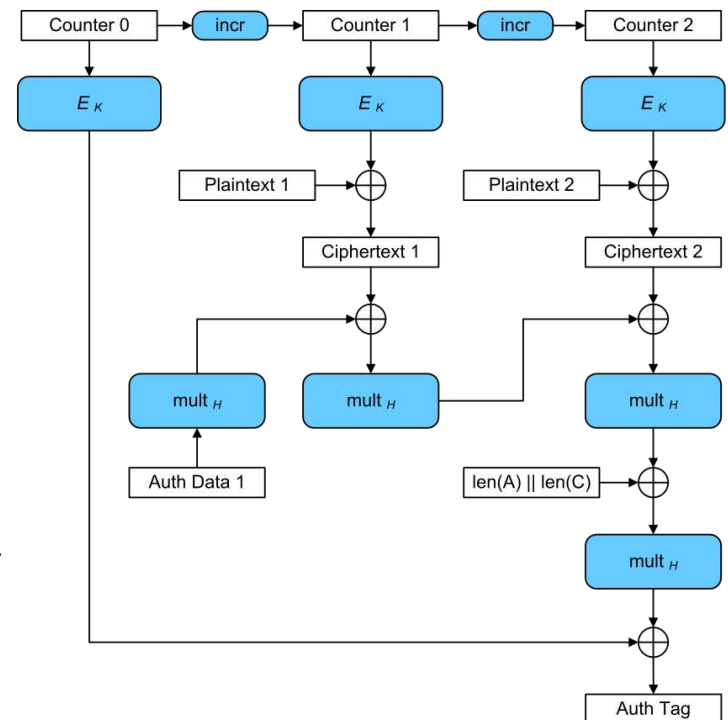 Counter 0
incr
Counter 1
incr
Counter 2
E K
E K
E K
Plaintext 1
Plaintext 2
Ciphertext 1
Ciphertext 2
mult H
mult H
mult H
Auth Data 1
len(A) || len(C)
mult H
Auth Tag